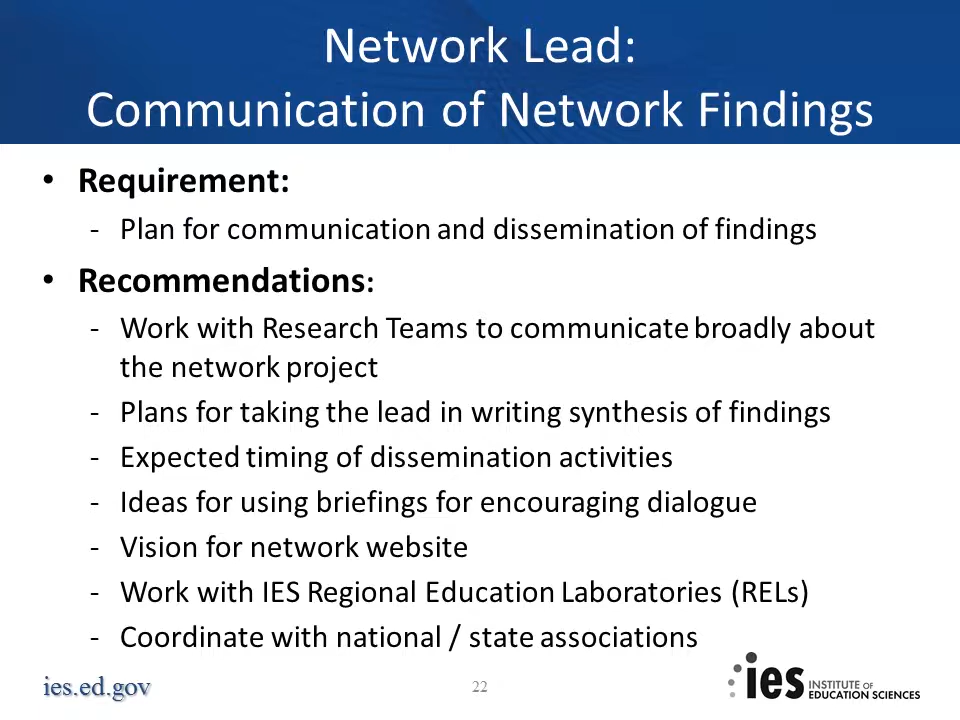 Network Lead:
Communication of Network Findings
• Requirement:
- Plan for communication and dissemination of findings
• Recommendations:
- Work with Research Teams to communicate broadly about
the network project
- Plans for taking the lead in writing synthesis of findings
- Expected timing of dissemination activities
- Ideas for using briefings for encouraging dialogue
- Vision for network website
- Work with IES Regional Education Laboratories (RELs)
- Coordinate with national / state associations
ies.ed.gov
22
ies INSTITUTE OF
EDUCATION SCIENCES